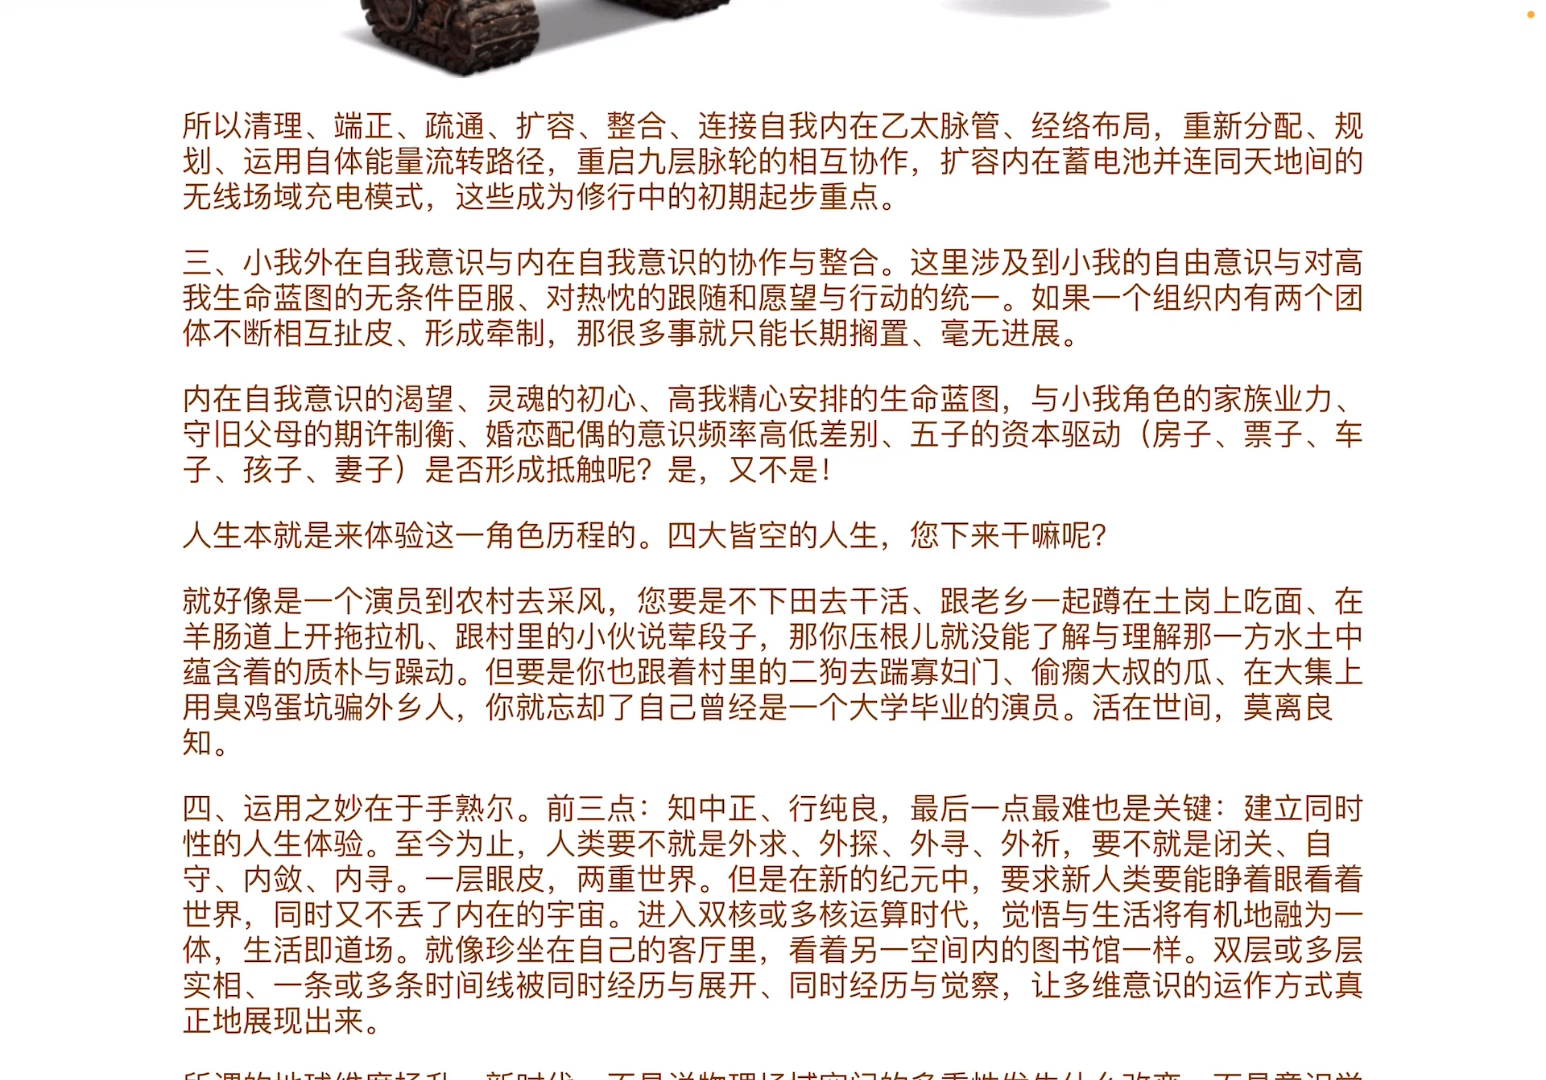 所以清理、端正、疏通、扩容、整合、连接自我内在乙太脉管、经络布局，重新分配、规
划、运用自体能量流转路径，重启九层脉轮的相互协作，扩容内在蓄电池并连同天地间的
无线场域充电模式，这些成为修行中的初期起步重点。
三、小我外在自我意识与内在自我意识的协作与整合。这里涉及到小我的自由意识与对高
我生命蓝图的无条件臣服、对热忱的跟随和愿望与行动的统一。如果一个组织内有两个团
体不断相互扯皮、形成牵制，那很多事就只能长期搁置、毫无进展。
内在自我意识的渴望、灵魂的初心、高我精心安排的生命蓝图，与小我角色的家族业力、
守旧父母的期许制衡、婚恋配偶的意识频率高低差别、五子的资本驱动（房子、票子、车
子、孩子、妻子）是否形成抵触呢？是，又不是！
人生本就是来体验这一角色历程的。四大皆空的人生，您下来干嘛呢？
就好像是一个演员到农村去采风，您要是不下田去干活、跟老乡一起蹲在土岗上吃面、在
羊肠道上开拖拉机、跟村里的小伙说荤段子，那你压根儿就没能了解与理解那一方水土中
蕴含着的质朴与躁动。但要是你也跟着村里的二狗去踹寡妇门、偷瘸大叔的瓜、在大集上
用臭鸡蛋坑骗外乡人，你就忘却了自己曾经是一个大学毕业的演员。活在世间，莫离良
知。
四、运用之妙在于手熟尔。前三点：知中正、行纯良，最后一点最难也是关键：建立同时
性的人生体验。至今为止，人类要不就是外求、外探、外寻、外祈，要不就是闭关、自
守、内敛、内寻。一层眼皮，两重世界。但是在新的纪元中，要求新人类要能睁着眼看着
世界，同时又不丢了内在的宇宙。进入双核或多核运算时代，觉悟与生活将有机地融为一
体，生活即道场。就像珍坐在自己的客厅里，看着另一空间内的图书馆一样。双层或多层
实相、一条或多条时间线被同时经历与展开、同时经历与觉察，让多维意识的运作方式真
正地展现出来。